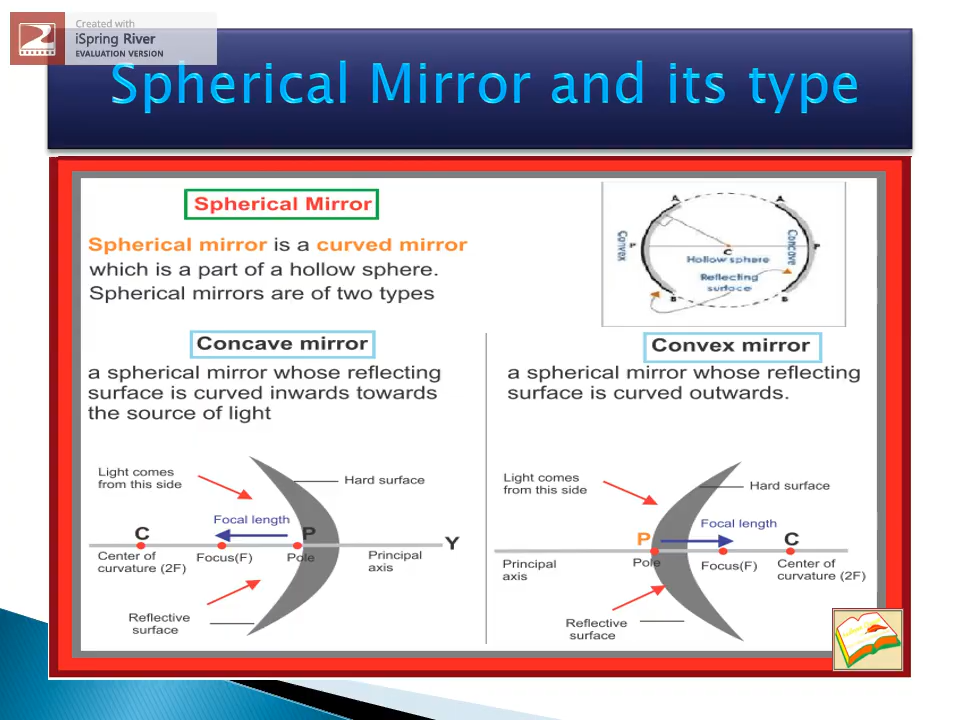 Created with
iSpring River
EVALUATION VERSION
Spherical Mirror and its type
Spherical Mirror
Spherical mirror is a curved mirror
which is a part of a hollow sphere.
Spherical mirrors are of two types
A
A
Convex
P
C
Hollow sphere
Concave
P
Reflecting
surface
B
B
Concave mirror
a spherical mirror whose reflecting
surface is curved inwards towards
the source of light
Light comes
from this side
Hard surface
Focal length
C
P
Y
Center of
curvature (2F)
Focus(F)
Pole
Principal
axis
Reflective
surface
Convex mirror
a spherical mirror whose reflecting
surface is curved outwards.
Light comes
from this side
Hard surface
Focal length
P
C
Principal
axis
Pole
Focus(F)
Center of
curvature (2F)
Reflective
surface